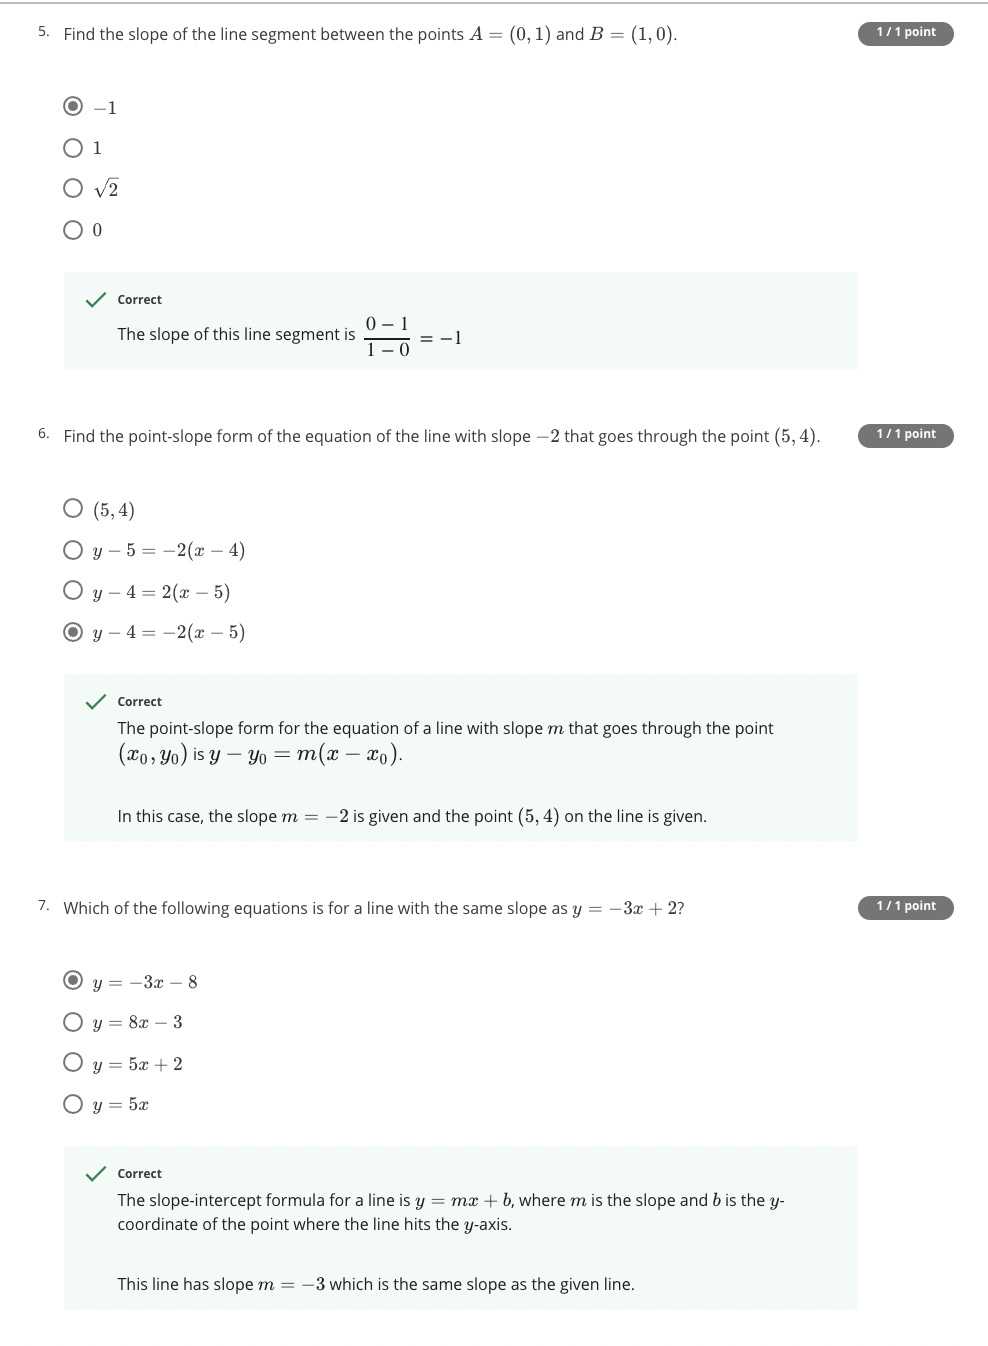 5. Find the slope of the line segment between the points A = (0, 1) and B = (1, 0).
1 / 1 point
−1
1
√2
0
Correct
The slope of this line segment is (0 − 1)/(1 − 0) = −1
6. Find the point-slope form of the equation of the line with slope −2 that goes through the point (5, 4).
1 / 1 point
(5, 4)
y − 5 = −2(x − 4)
y − 4 = 2(x − 5)
y − 4 = −2(x − 5)
Correct
The point-slope form for the equation of a line with slope m that goes through the point
(x₀, y₀) is y − y₀ = m(x − x₀).
In this case, the slope m = −2 is given and the point (5, 4) on the line is given.
7. Which of the following equations is for a line with the same slope as y = −3x + 2?
1 / 1 point
y = −3x − 8
y = 8x − 3
y = 5x + 2
y = 5x
Correct
The slope-intercept formula for a line is y = mx + b, where m is the slope and b is the y-
coordinate of the point where the line hits the y-axis.
This line has slope m = −3 which is the same slope as the given line.